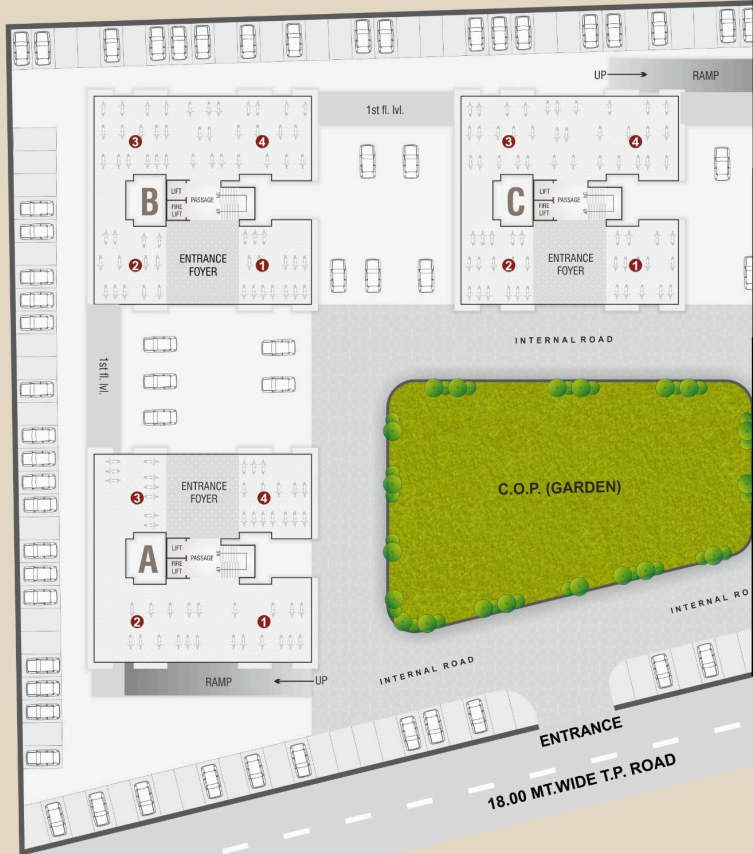 UP
RAMP
1st fl. lvl.
3
4
B
LIFT
FIRE
LIFT
PASSAGE
2
ENTRANCE
FOYER
1
3
4
C
LIFT
FIRE
LIFT
PASSAGE
2
ENTRANCE
FOYER
1
INTERNAL ROAD
1st fl. lvl.
3
ENTRANCE
FOYER
4
A
LIFT
FIRE
LIFT
PASSAGE
2
1
RAMP
UP
C.O.P. (GARDEN)
INTERNAL RO
INTERNAL ROAD
ENTRANCE
18.00 MT.WIDE T.P. ROAD